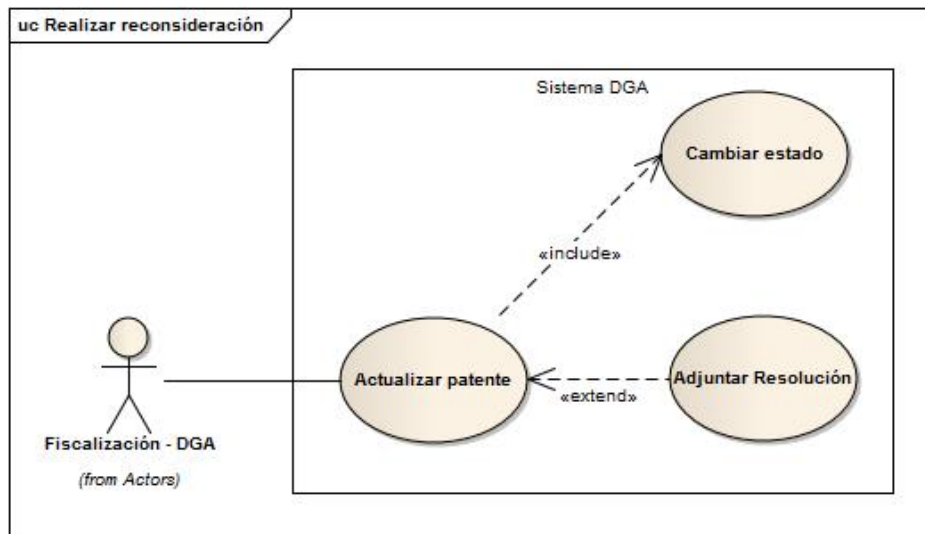 uc Realizar reconsideración
Sistema DGA
Cambiar estado
«include»
Actualizar patente
«extend»
Adjuntar Resolución
Fiscalización - DGA
(from Actors)